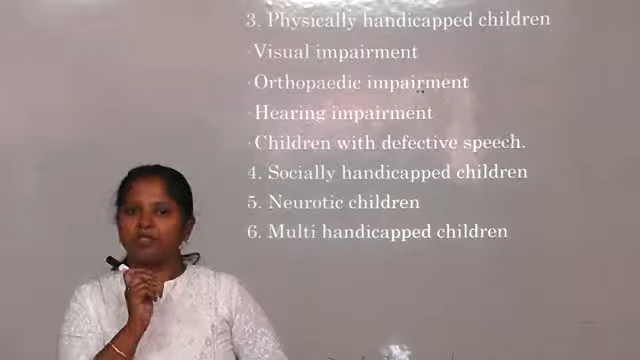 3. Physically handicapped children
· Visual impairment
· Orthopaedic impairment
· Hearing impairment
· Children with defective speech.
4. Socially handicapped children
5. Neurotic children
6. Multi handicapped children